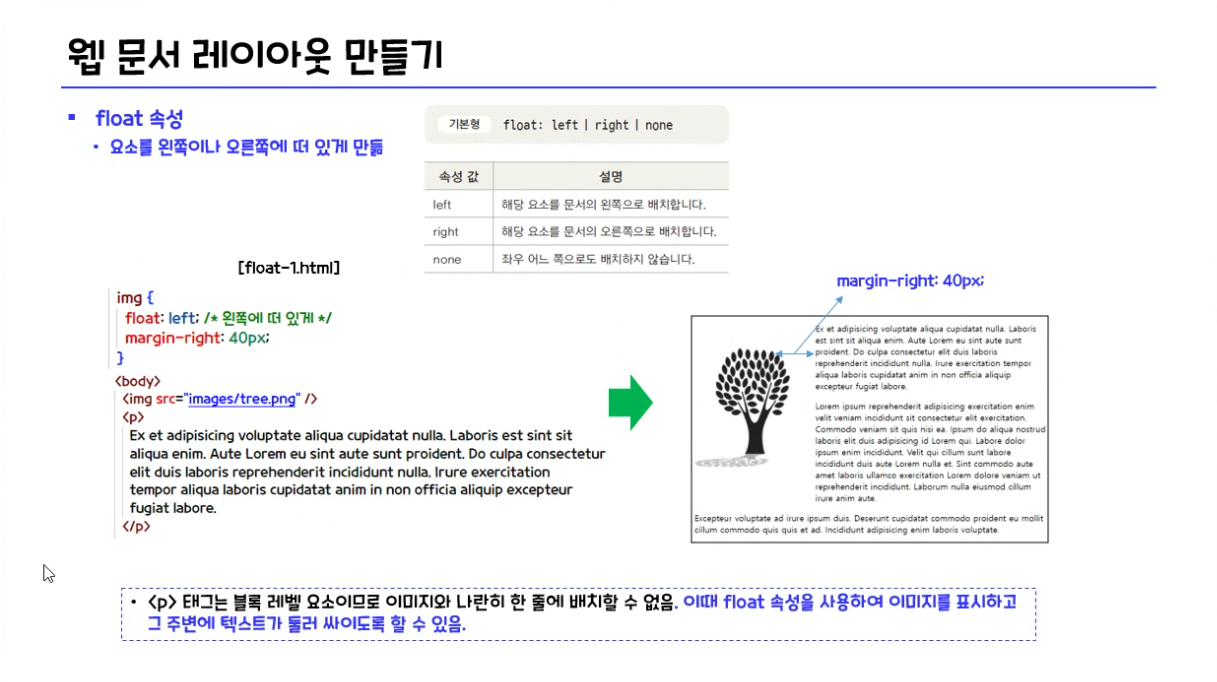 웹 문서 레이아웃 만들기
▪ float 속성
• 요소를 왼쪽이나 오른쪽에 떠 있게 만듦
기본형 float: left | right | none
속성 값 설명
left 해당 요소를 문서의 왼쪽으로 배치합니다.
right 해당 요소를 문서의 오른쪽으로 배치합니다.
none 좌우 어느 쪽으로도 배치하지 않습니다.
[float-1.html]
img {
float: left; /* 왼쪽에 떠 있게 */
margin-right: 40px;
}
<body>
<img src="images/tree.png" />
<p>
Ex et adipisicing voluptate aliqua cupidatat nulla. Laboris est sint sit
aliqua enim. Aute Lorem eu sint aute sunt proident. Do culpa consectetur
elit duis laboris reprehenderit incididunt nulla. Irure exercitation
tempor aliqua laboris cupidatat anim in non officia aliquip excepteur
fugiat labore.
</p>
margin-right: 40px;
Ex et adipisicing voluptate aliqua cupidatat nulla. Laboris
est sint sit aliqua enim. Aute Lorem eu sint aute sunt
proident. Do culpa consectetur elit duis laboris
reprehenderit incididunt nulla. Irure exercitation tempor
aliqua laboris cupidatat anim in non officia aliquip
excepteur fugiat labore.
Lorem ipsum reprehenderit adipisicing exercitation enim
velit veniam incididunt sit consectetur elit exercitation.
Commodo veniam sit quis nisi ea. Ipsum do aliqua nostrud
laboris elit duis adipisicing id Lorem qui. Labore dolor
ipsum enim incididunt. Velit qui cillum sunt labore
incididunt duis aute Lorem nulla et. Sint commodo aute
amet laboris ullamco exercitation Lorem dolore veniam ut
reprehenderit incididunt. Laborum nulla eiusmod cillum
irure anim aute.
Excepteur voluptate ad irure ipsum duis. Deserunt cupidatat commodo proident eu mollit
cillum commodo quis quis et ad. Incididunt adipisicing enim laboris voluptate.
• <p> 태그는 블록 레벨 요소이므로 이미지와 나란히 한 줄에 배치할 수 없음. 이때 float 속성을 사용하여 이미지를 표시하고
그 주변에 텍스트가 둘러 싸이도록 할 수 있음.